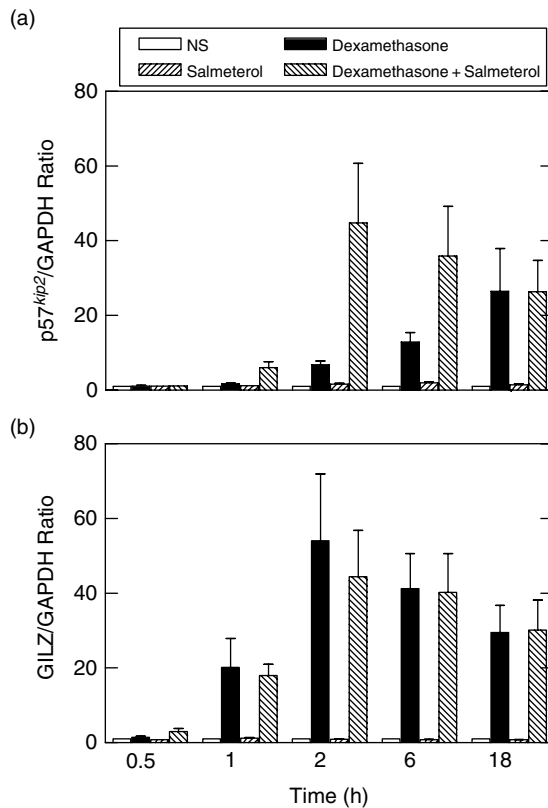 (a)
NS
Dexamethasone
Salmeterol
Dexamethasone + Salmeterol
80
60
40
20
0
p57kip2/GAPDH Ratio
(b)
80
60
40
20
0
GILZ/GAPDH Ratio
0.5 1 2 6 18
Time (h)